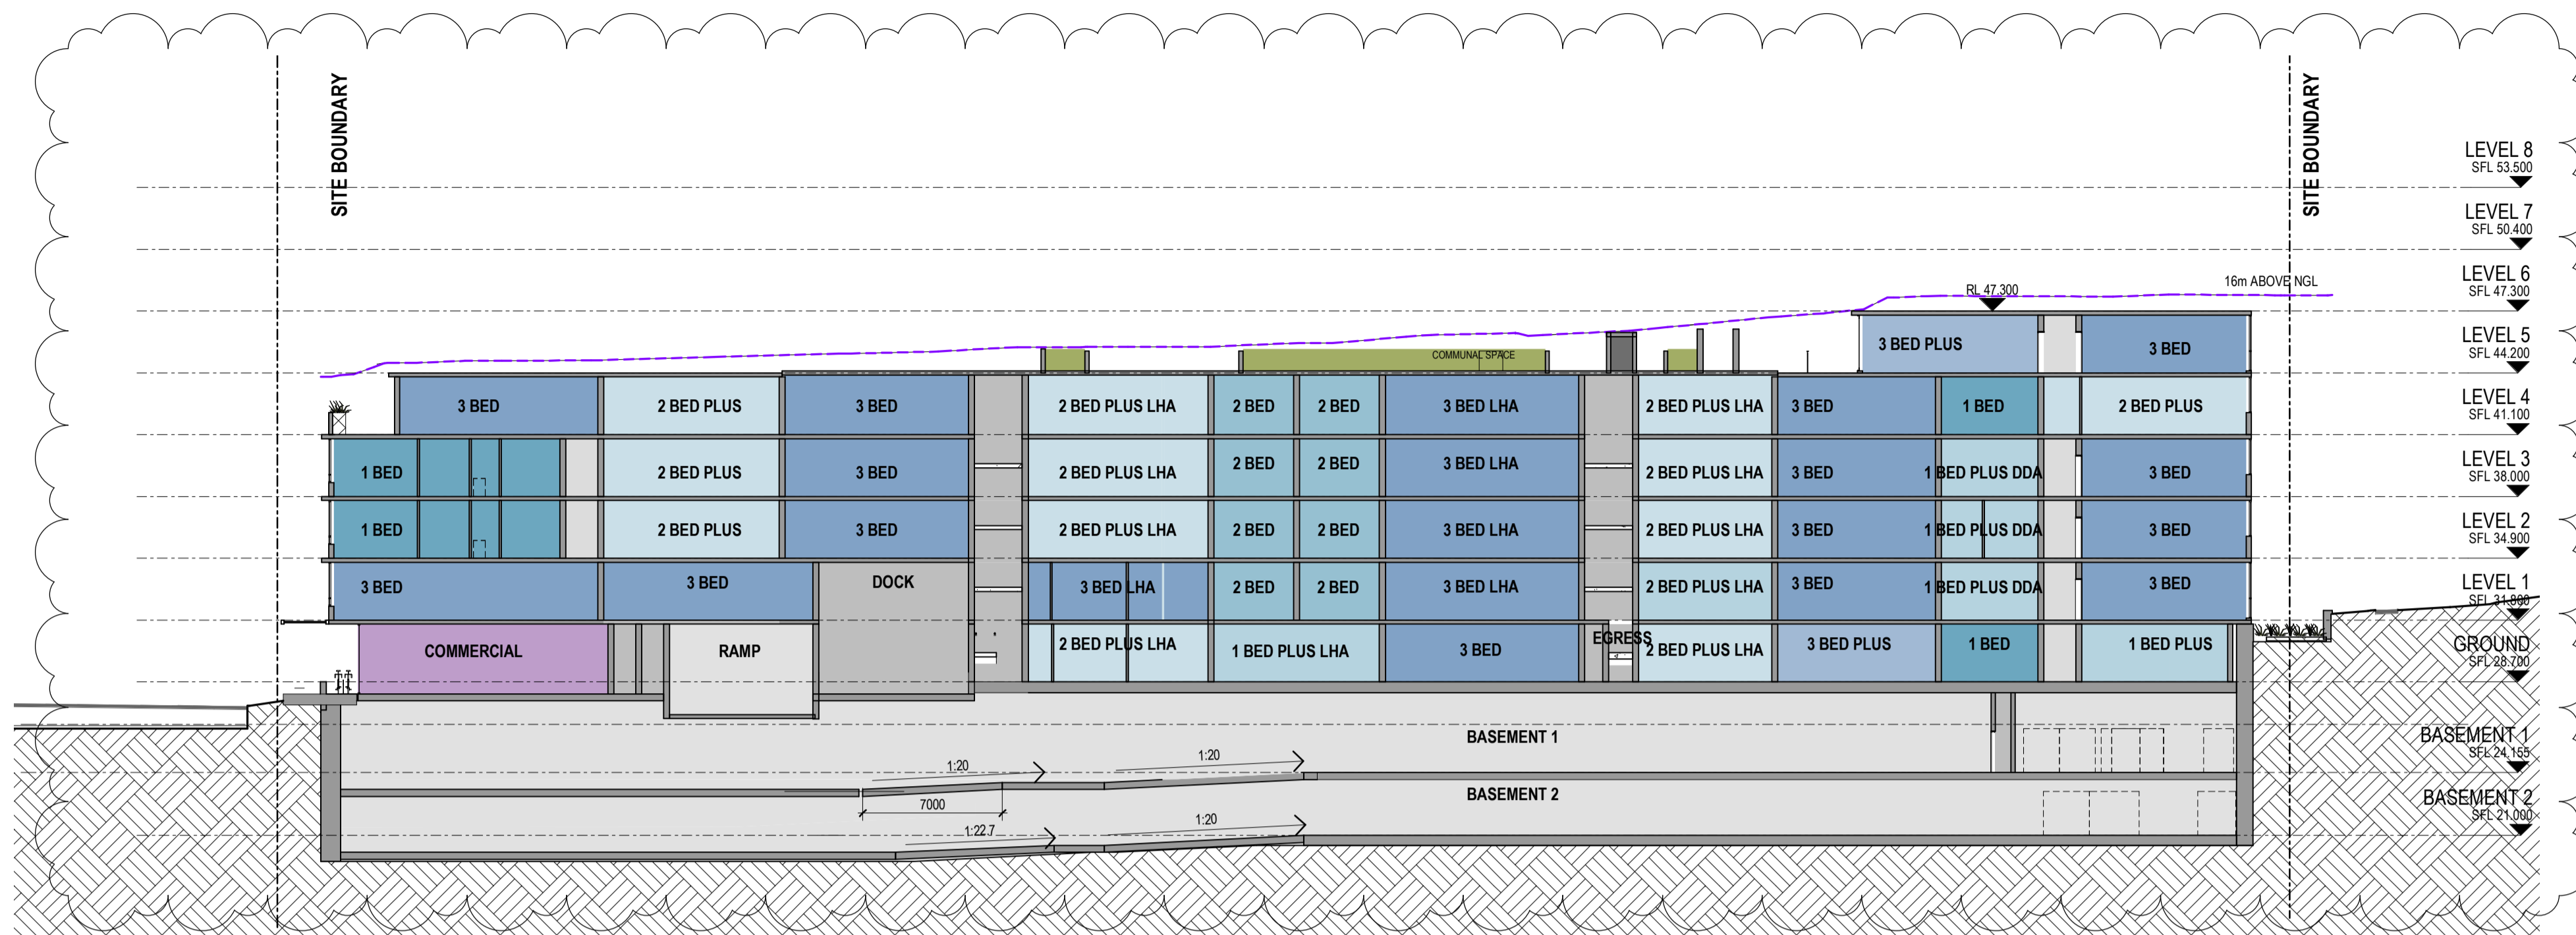 SITE BOUNDARY
SITE BOUNDARY
LEVEL 8
SFL 53.500
LEVEL 7
SFL 50.400
LEVEL 6
SFL 47.300
16m ABOVE NGL
RL 47.300
LEVEL 5
SFL 44.200
3 BED PLUS
3 BED
COMMUNAL SPACE
LEVEL 4
SFL 41.100
3 BED
2 BED PLUS
3 BED
2 BED PLUS LHA
2 BED
2 BED
3 BED LHA
2 BED PLUS LHA
3 BED
1 BED
2 BED PLUS
LEVEL 3
SFL 38.000
1 BED
2 BED PLUS
3 BED
2 BED PLUS LHA
2 BED
2 BED
3 BED LHA
2 BED PLUS LHA
3 BED
1 BED PLUS DDA
3 BED
LEVEL 2
SFL 34.900
1 BED
2 BED PLUS
3 BED
2 BED PLUS LHA
2 BED
2 BED
3 BED LHA
2 BED PLUS LHA
3 BED
1 BED PLUS DDA
3 BED
LEVEL 1
SFL 31.800
3 BED
3 BED
DOCK
3 BED LHA
2 BED
2 BED
3 BED LHA
2 BED PLUS LHA
3 BED
1 BED PLUS DDA
3 BED
GROUND
SFL 28.700
COMMERCIAL
RAMP
2 BED PLUS LHA
1 BED PLUS LHA
3 BED
EGRESS
2 BED PLUS LHA
3 BED PLUS
1 BED
1 BED PLUS
BASEMENT 1
SFL 24.155
BASEMENT 1
1:20
1:20
7000
BASEMENT 2
SFL 21.000
BASEMENT 2
1:22.7
1:20